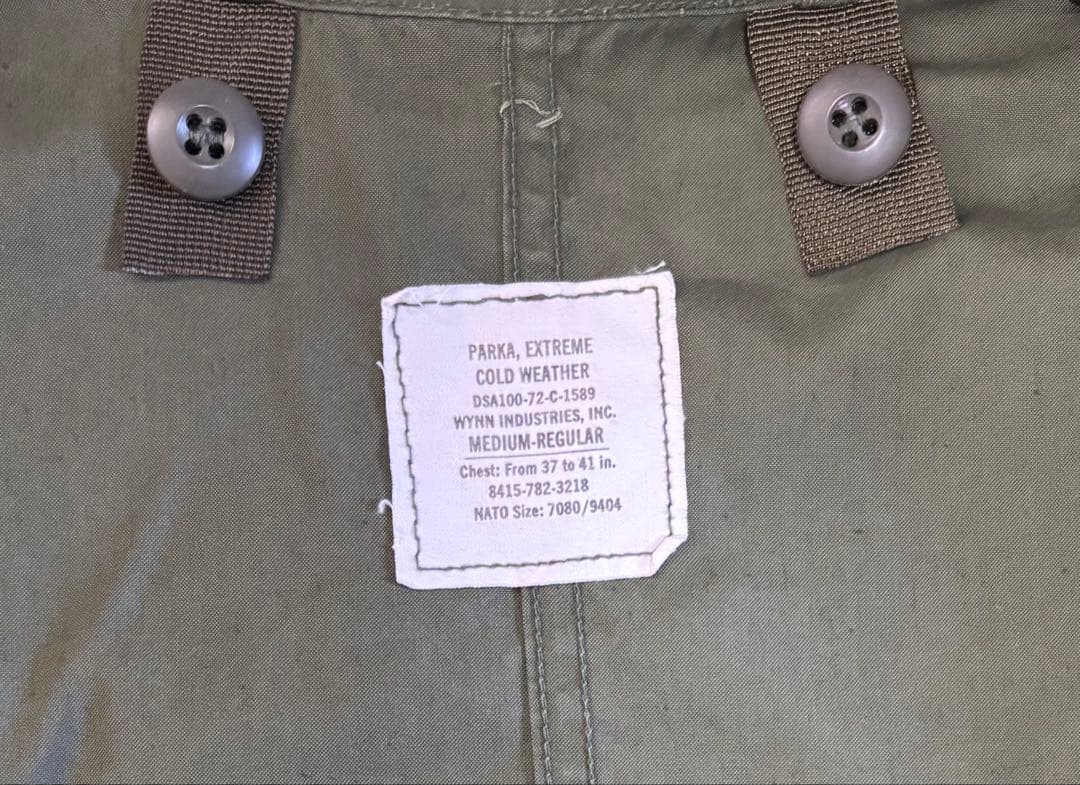 PARKA, EXTREME
COLD WEATHER
DSA100-72-C-1589
WYNN INDUSTRIES, INC.
MEDIUM-REGULAR
Chest: From 37 to 41 in.
8415-782-3218
NATO Size: 7080/9404